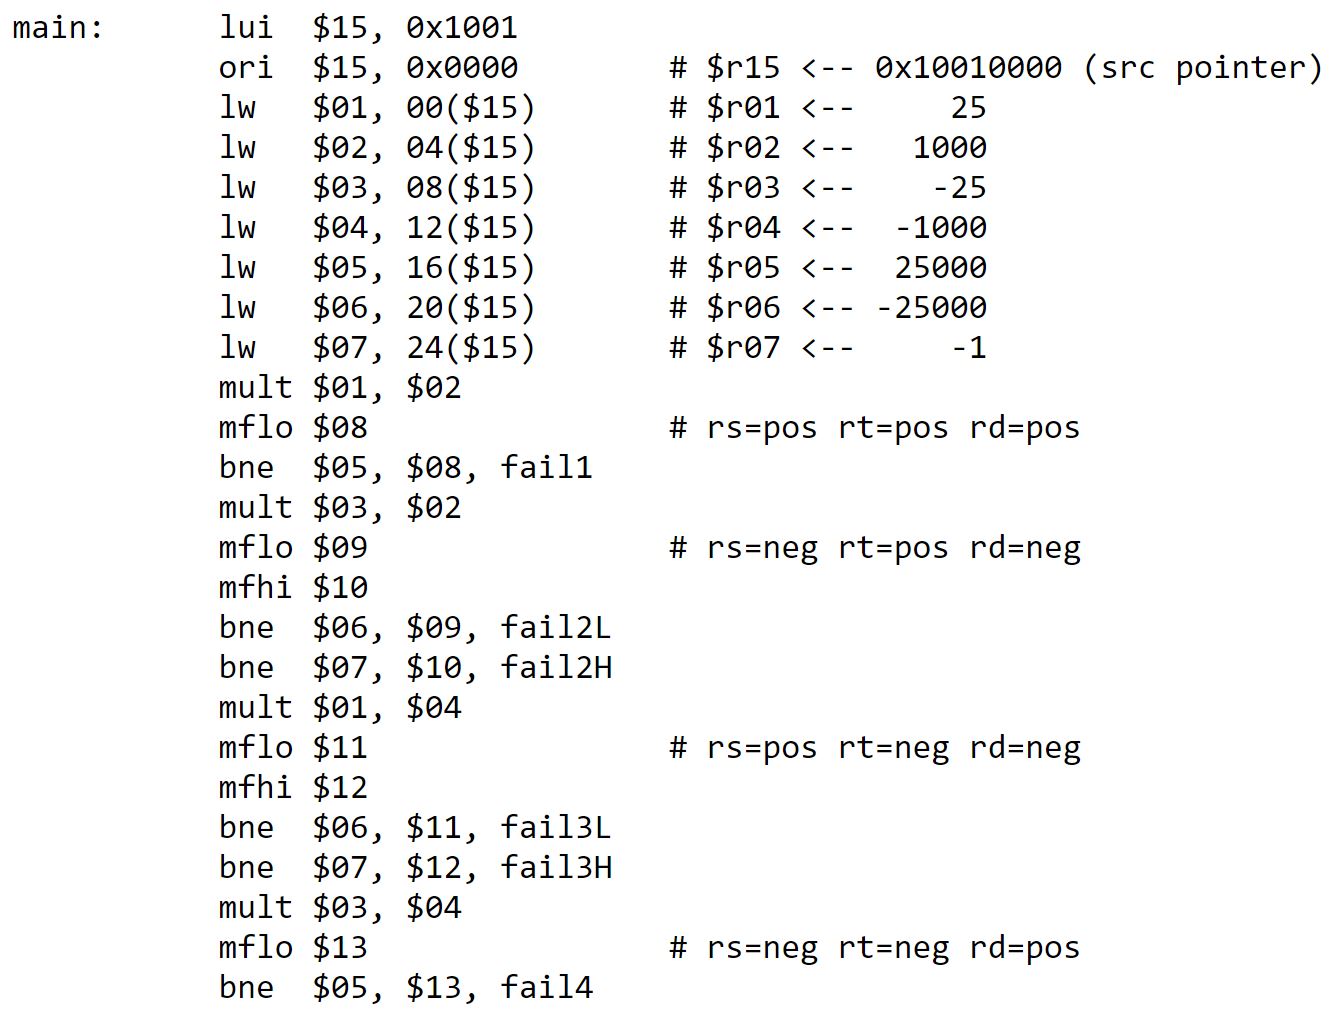 main:      lui  $15, 0x1001
           ori  $15, 0x0000        # $r15 <-- 0x10010000 (src pointer)
           lw   $01, 00($15)       # $r01 <--     25
           lw   $02, 04($15)       # $r02 <--   1000
           lw   $03, 08($15)       # $r03 <--    -25
           lw   $04, 12($15)       # $r04 <--  -1000
           lw   $05, 16($15)       # $r05 <--  25000
           lw   $06, 20($15)       # $r06 <-- -25000
           lw   $07, 24($15)       # $r07 <--     -1
           mult $01, $02
           mflo $08                # rs=pos rt=pos rd=pos
           bne  $05, $08, fail1
           mult $03, $02
           mflo $09                # rs=neg rt=pos rd=neg
           mfhi $10
           bne  $06, $09, fail2L
           bne  $07, $10, fail2H
           mult $01, $04
           mflo $11                # rs=pos rt=neg rd=neg
           mfhi $12
           bne  $06, $11, fail3L
           bne  $07, $12, fail3H
           mult $03, $04
           mflo $13                # rs=neg rt=neg rd=pos
           bne  $05, $13, fail4